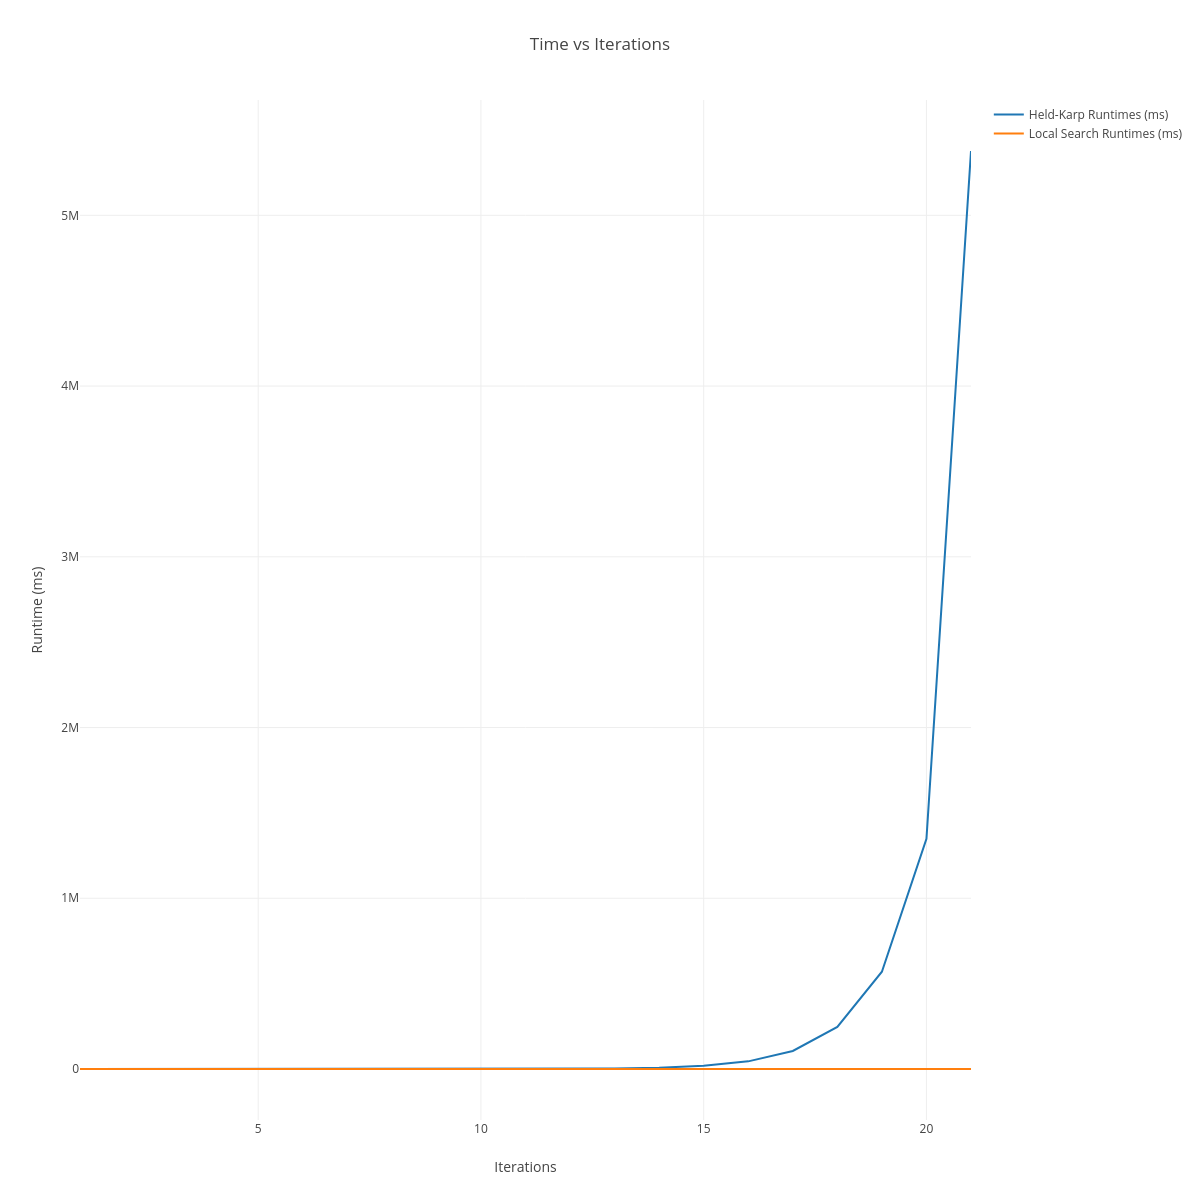 Time vs Iterations
Held-Karp Runtimes (ms)
Local Search Runtimes (ms)
5M
4M
3M
2M
1M
0
Runtime (ms)
5
10
15
20
Iterations